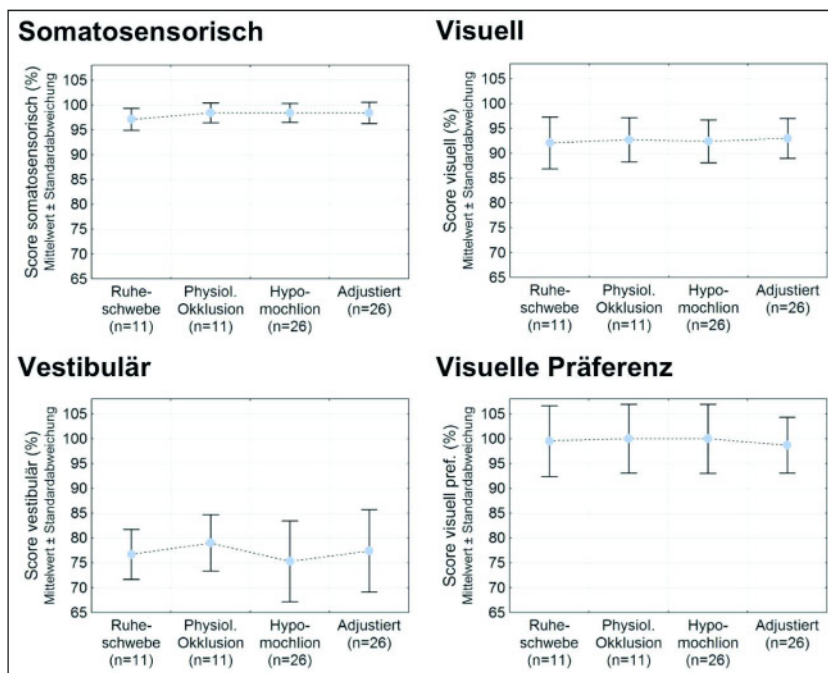 Somatosensorisch
Score somatosensorisch (%)
Mittelwert ± Standardabweichung
105
100
95
90
85
80
75
70
65
Ruhe-
schwebe
(n=11)
Physiol.
Okklusion
(n=11)
Hypo-
mochlion
(n=26)
Adjustiert
(n=26)
Visuell
Score visuell (%)
Mittelwert ± Standardabweichung
105
100
95
90
85
80
75
70
65
Ruhe-
schwebe
(n=11)
Physiol.
Okklusion
(n=11)
Hypo-
mochlion
(n=26)
Adjustiert
(n=26)
Vestibulär
Score vestibulär (%)
Mittelwert ± Standardabweichung
105
100
95
90
85
80
75
70
65
Ruhe-
schwebe
(n=11)
Physiol.
Okklusion
(n=11)
Hypo-
mochlion
(n=26)
Adjustiert
(n=26)
Visuelle Präferenz
Score visuell pref. (%)
Mittelwert ± Standardabweichung
105
100
95
90
85
80
75
70
65
Ruhe-
schwebe
(n=11)
Physiol.
Okklusion
(n=11)
Hypo-
mochlion
(n=26)
Adjustiert
(n=26)